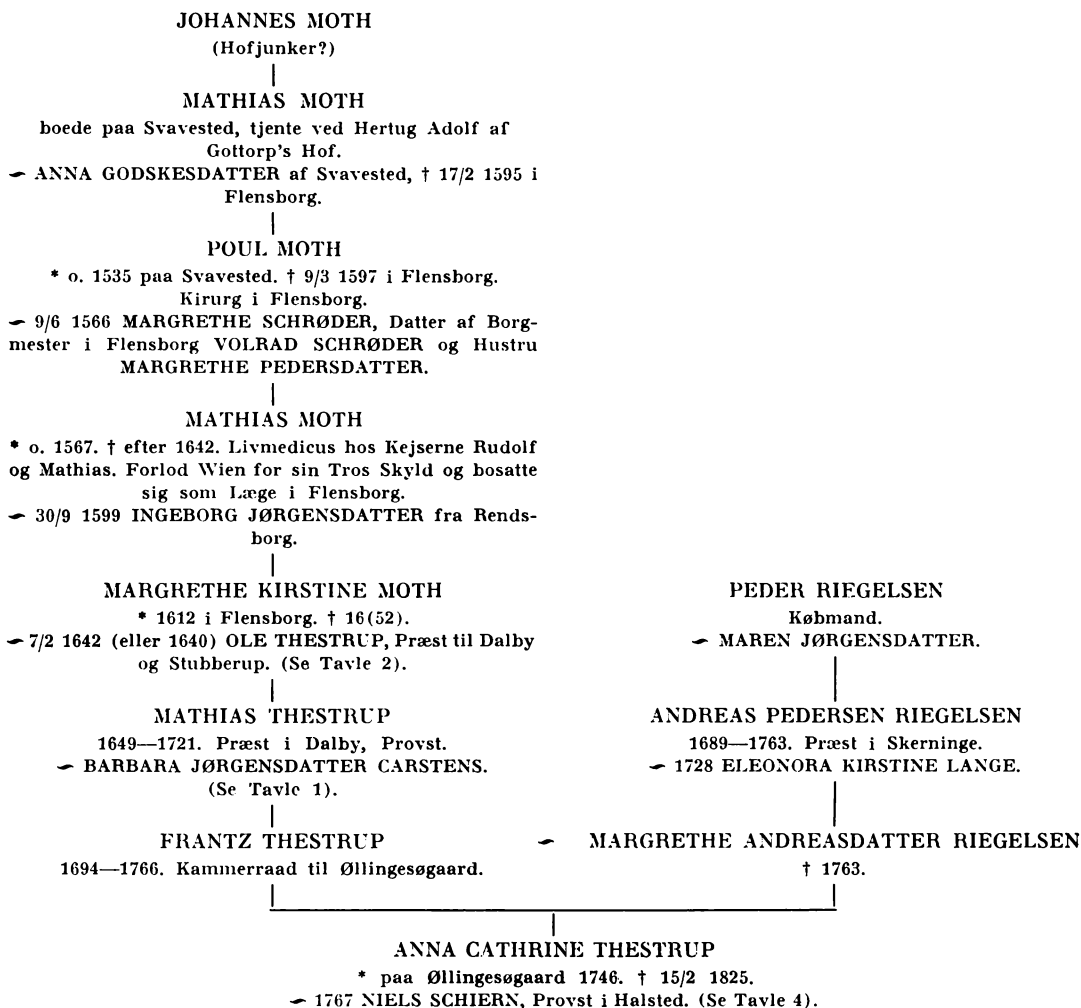 JOHANNES MOTH
(Hofjunker?)
MATHIAS MOTH
boede paa Svavested, tjente ved Hertug Adolf af
Gottorp's Hof.
⚭ ANNA GODSKESDATTER af Svavested, † 17/2 1595 i
Flensborg.
POUL MOTH
* o. 1535 paa Svavested. † 9/3 1597 i Flensborg.
Kirurg i Flensborg.
⚭ 9/6 1566 MARGRETHE SCHRØDER, Datter af Borg-
mester i Flensborg VOLRAD SCHRØDER og Hustru
MARGRETHE PEDERSDATTER.
MATHIAS MOTH
* o. 1567. † efter 1642. Livmedicus hos Kejserne Rudolf
og Mathias. Forlod Wien for sin Tros Skyld og bosatte
sig som Læge i Flensborg.
⚭ 30/9 1599 INGEBORG JØRGENSDATTER fra Rends-
borg.
MARGRETHE KIRSTINE MOTH
* 1612 i Flensborg. † 16(52).
⚭ 7/2 1642 (eller 1640) OLE THESTRUP, Præst til Dalby
og Stubberup. (Se Tavle 2).
PEDER RIEGELSEN
Købmand.
⚭ MAREN JØRGENSDATTER.
MATHIAS THESTRUP
1649—1721. Præst i Dalby, Provst.
⚭ BARBARA JØRGENSDATTER CARSTENS.
(Se Tavle 1).
ANDREAS PEDERSEN RIEGELSEN
1689—1763. Præst i Skerninge.
⚭ 1728 ELEONORA KIRSTINE LANGE.
FRANTZ THESTRUP ⚭ MARGRETHE ANDREASDATTER RIEGELSEN
1694—1766. Kammerraad til Øllingesøgaard.
† 1763.
ANNA CATHRINE THESTRUP
* paa Øllingesøgaard 1746. † 15/2 1825.
⚭ 1767 NIELS SCHIERN, Provst i Halsted. (Se Tavle 4).